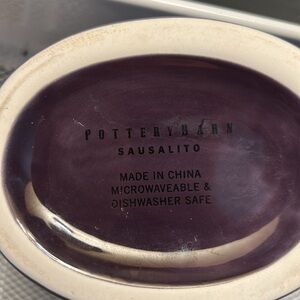 POTTERYBARN
SAUSALITO
MADE IN CHINA
MICROWAVEABLE &
DISHWASHER SAFE